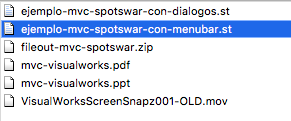 ejemplo-mvc-spotswar-con-dialogos.st
ejemplo-mvc-spotswar-con-menubar.st
fileout-mvc-spotswar.zip
mvc-visualworks.pdf
mvc-visualworks.ppt
VisualWorksScreenSnapz001-OLD.mov